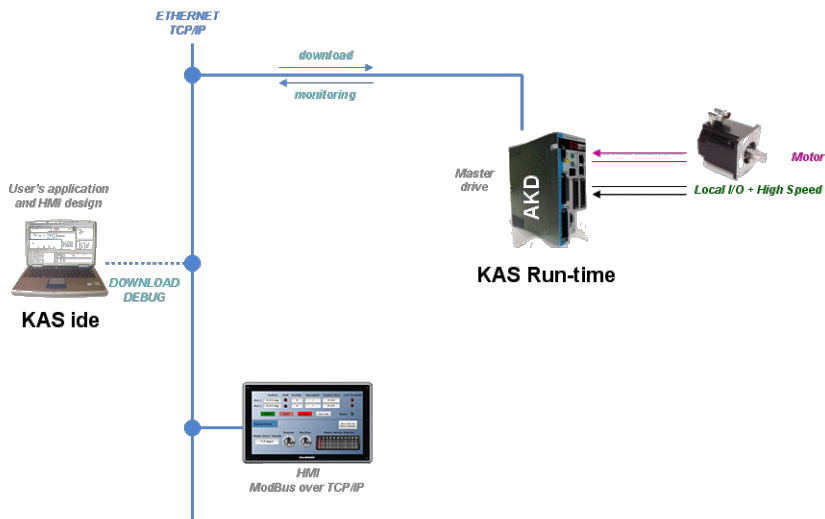 ETHERNET
TCP/IP
download
monitoring
Master
drive
AKD
Motor
Local I/O + High Speed
User's application
and HMI design
DOWNLOAD
DEBUG
KAS ide
KAS Run-time
HMI
ModBus over TCP/IP